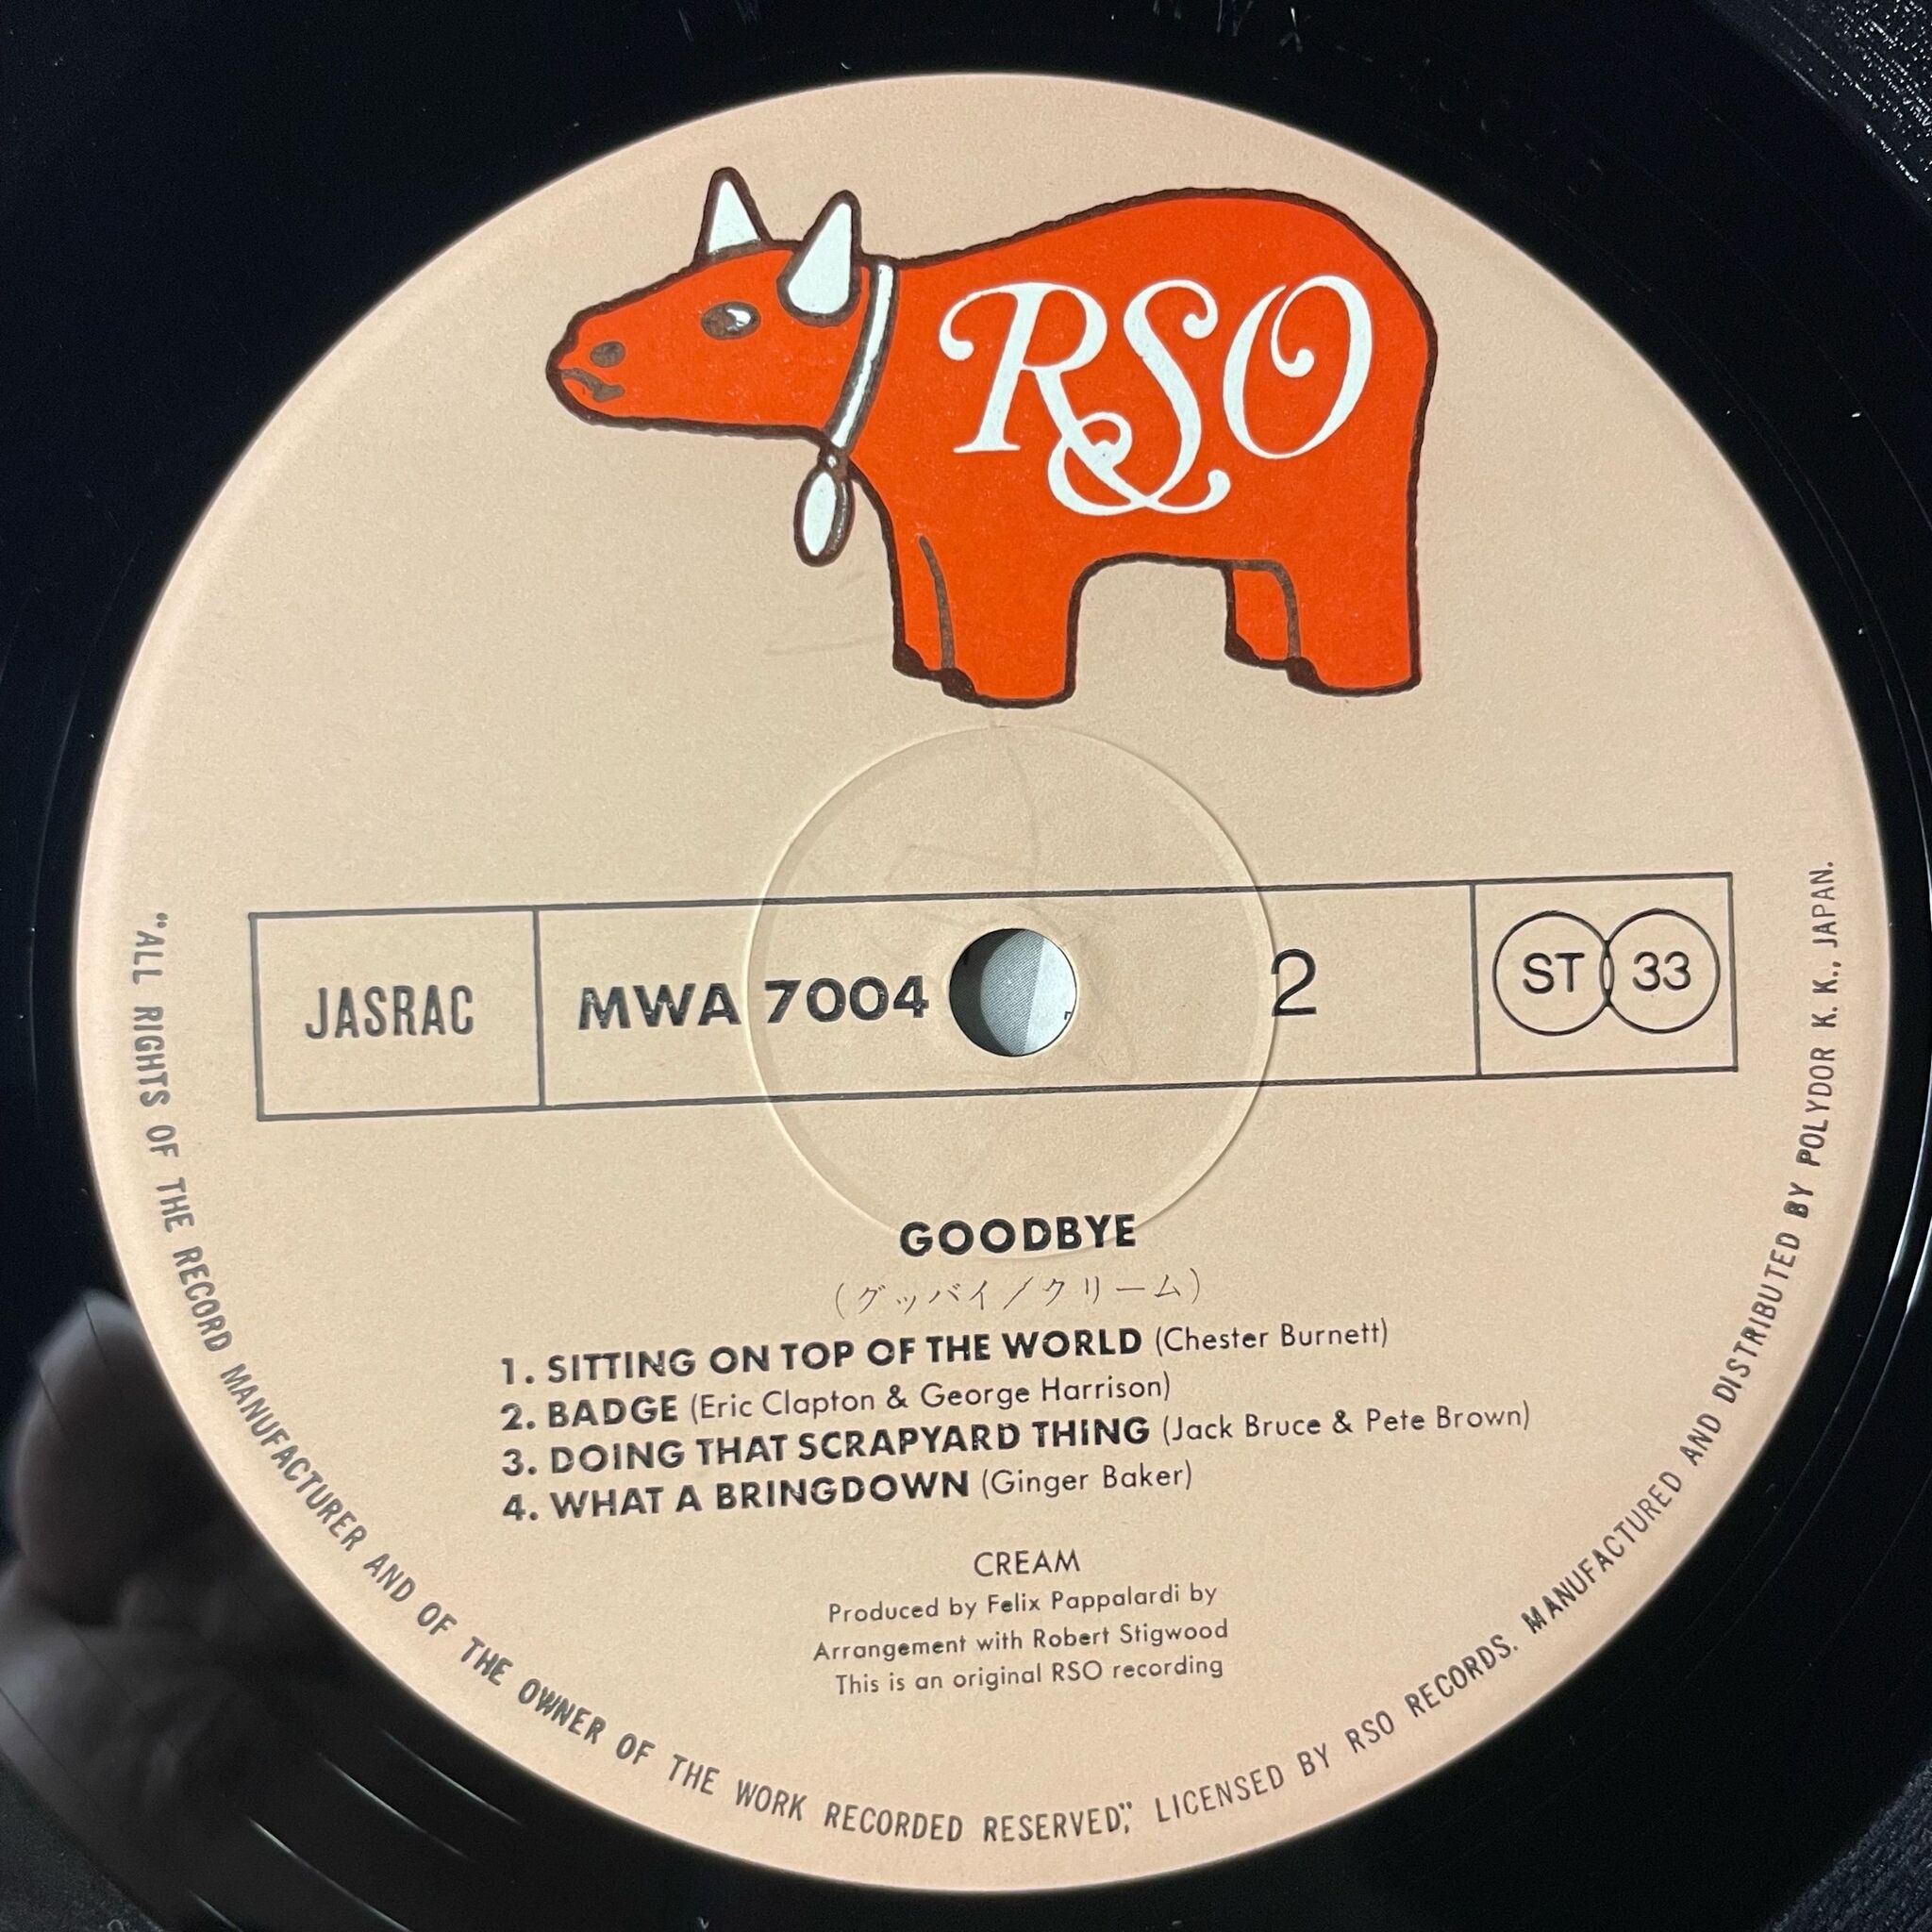 RSO
JASRAC
MWA 7004
2
ST 33
GOODBYE
(グッバイ/クリーム)
1. SITTING ON TOP OF THE WORLD (Chester Burnett)
2. BADGE (Eric Clapton & George Harrison)
3. DOING THAT SCRAPYARD THING (Jack Bruce & Pete Brown)
4. WHAT A BRINGDOWN (Ginger Baker)
CREAM
Produced by Felix Pappalardi by
Arrangement with Robert Stigwood
This is an original RSO recording
"ALL RIGHTS OF THE RECORD MANUFACTURER AND OF THE OWNER OF THE WORK RECORDED RESERVED," LICENSED BY RSO RECORDS. MANUFACTURED AND DISTRIBUTED BY POLYDOR K. K., JAPAN.